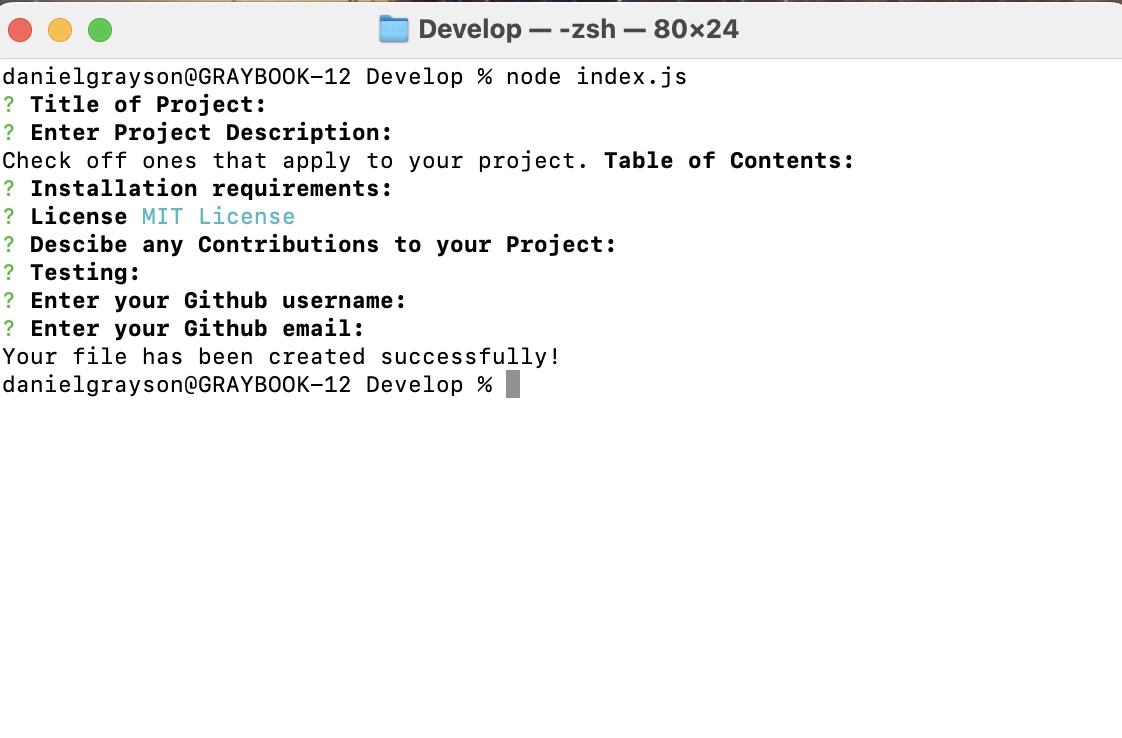 Develop — -zsh — 80×24
danielgrayson@GRAYBOOK-12 Develop % node index.js
? Title of Project:
? Enter Project Description:
Check off ones that apply to your project. Table of Contents:
? Installation requirements:
? License MIT License
? Descibe any Contributions to your Project:
? Testing:
? Enter your Github username:
? Enter your Github email:
Your file has been created successfully!
danielgrayson@GRAYBOOK-12 Develop %